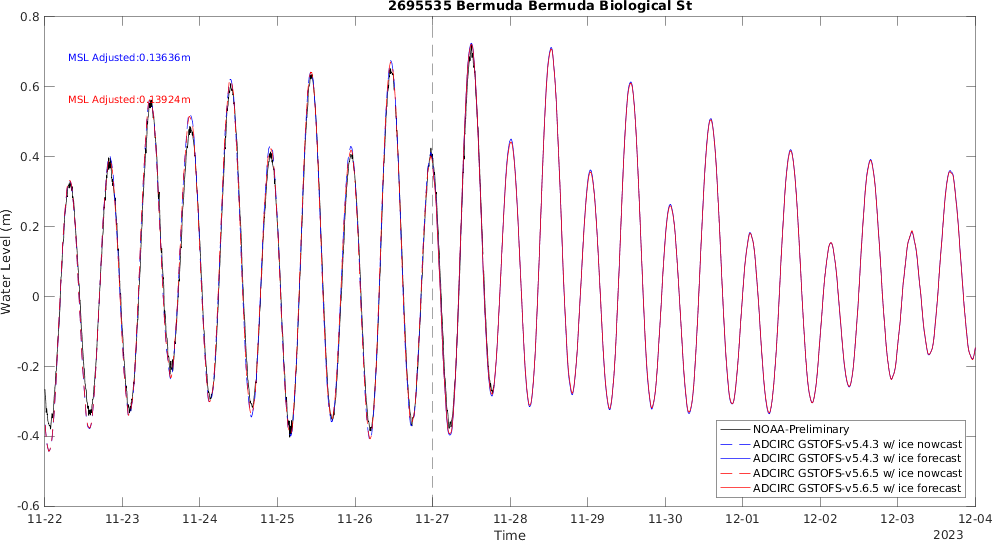 2695535 Bermuda Bermuda Biological St
MSL Adjusted:0.13636m
MSL Adjusted:0.13924m
Water Level (m)
0.8
0.6
0.4
0.2
0
-0.2
-0.4
-0.6
NOAA-Preliminary
ADCIRC GSTOFS-v5.4.3 w/ ice nowcast
ADCIRC GSTOFS-v5.4.3 w/ ice forecast
ADCIRC GSTOFS-v5.6.5 w/ ice nowcast
ADCIRC GSTOFS-v5.6.5 w/ ice forecast
11-22 11-23 11-24 11-25 11-26 11-27 11-28 11-29 11-30 12-01 12-02 12-03 12-04
Time
2023